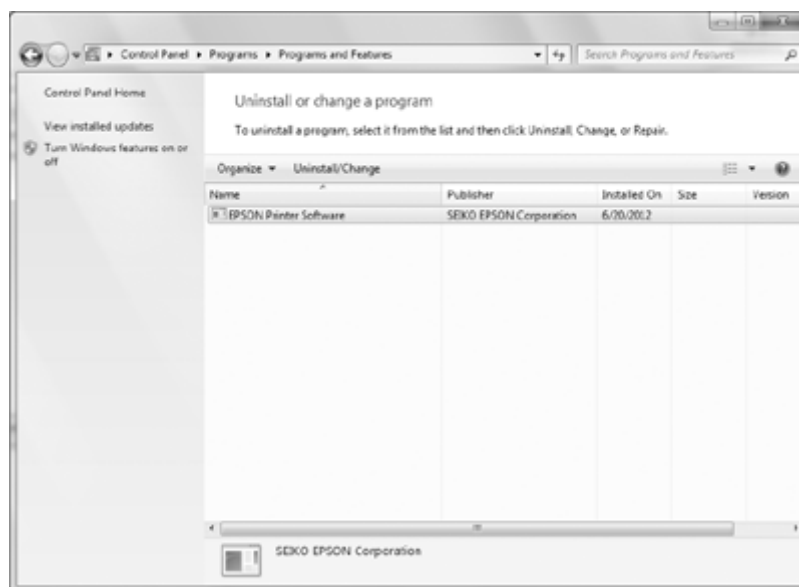 Control Panel Programs Programs and Features Search Programs and Features
Control Panel Home
View installed updates
Turn Windows features on or
off
Uninstall or change a program
To uninstall a program, select it from the list and then click Uninstall, Change, or Repair.
Organize Uninstall/Change
Name Publisher Installed On Size Version
EPSON Printer Software SEIKO EPSON Corporation 6/20/2012
SEIKO EPSON Corporation